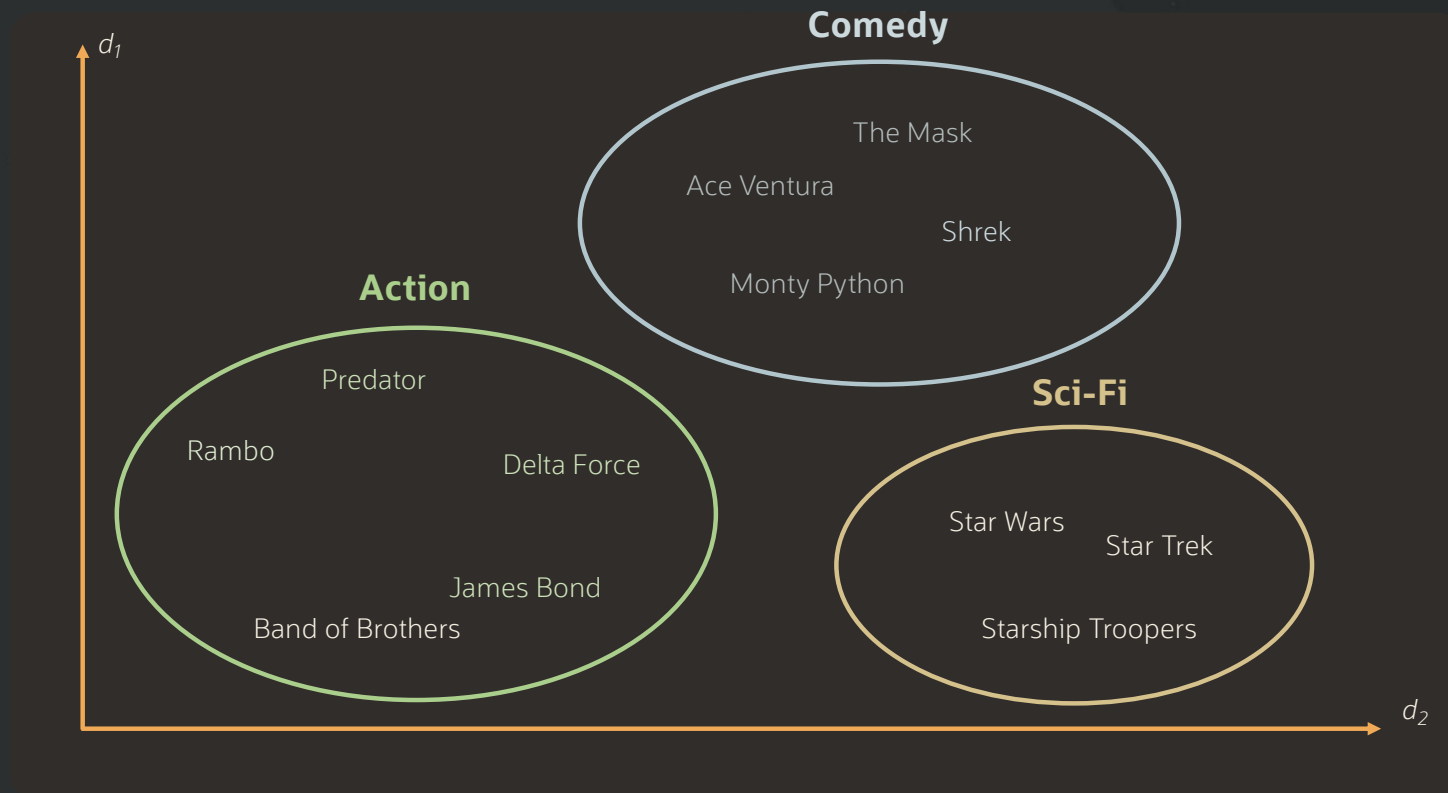 Comedy
d₁
The Mask
Ace Ventura
Shrek
Monty Python
Action
Predator
Sci-Fi
Rambo
Delta Force
Star Wars
Star Trek
James Bond
Band of Brothers
Starship Troopers
d₂